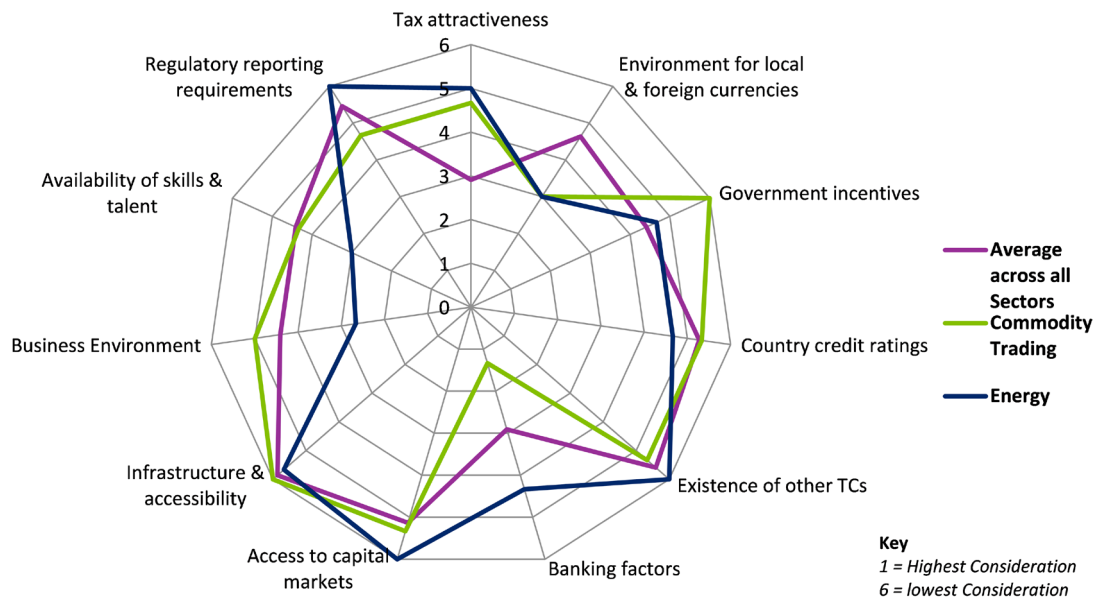 Tax attractiveness
6
Regulatory reporting
requirements
Environment for local
& foreign currencies
5
4
Availability of skills &
talent
3
Government incentives
2
1
0
Average
across all
Sectors
Commodity
Trading
Business Environment
Country credit ratings
Energy
Infrastructure &
accessibility
Existence of other TCs
Access to capital
markets
Banking factors
Key
1 = Highest Consideration
6 = lowest Consideration